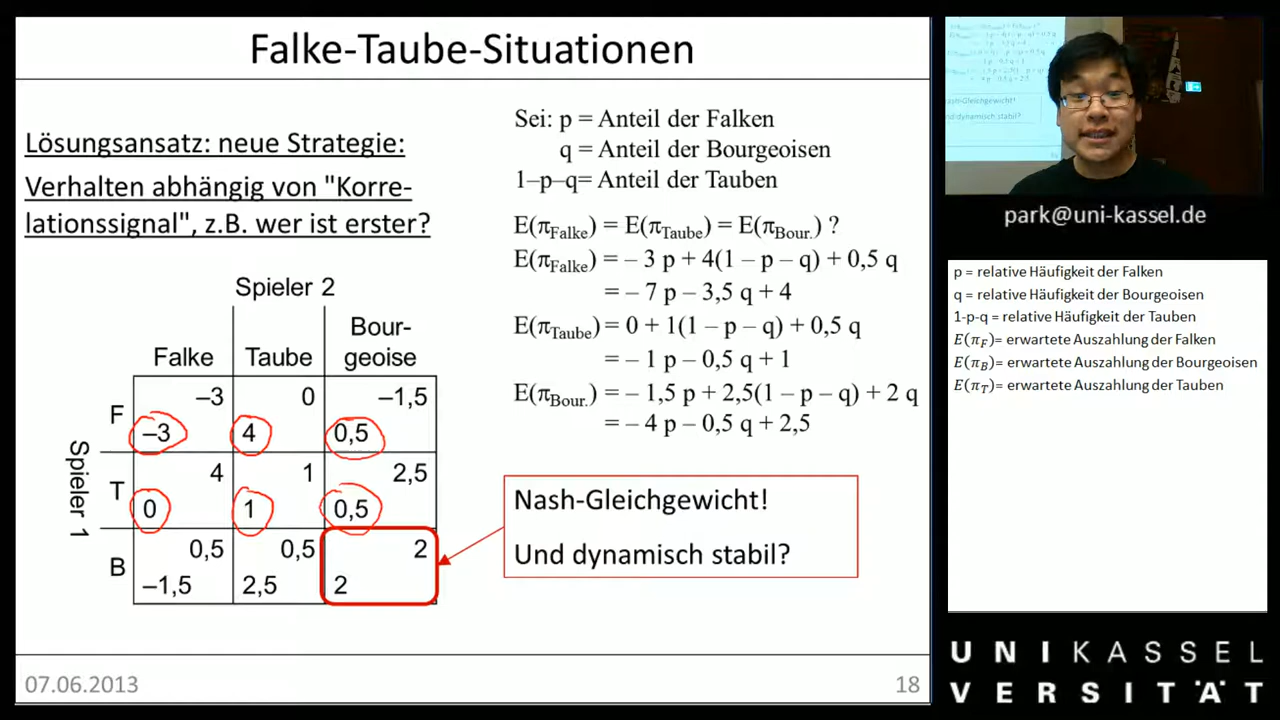 Falke-Taube-Situationen
Lösungsansatz: neue Strategie:
Verhalten abhängig von "Korre-
lationssignal", z.B. wer ist erster?
Spieler 2
Bour-
Falke Taube geoise
Spieler 1
F
–3 0 –1,5
–3 4 0,5
T
4 1 2,5
0 1 0,5
B
0,5 0,5 2
–1,5 2,5 2
Sei: p = Anteil der Falken
q = Anteil der Bourgeoisen
1–p–q= Anteil der Tauben
E(πFalke) = E(πTaube) = E(πBour.) ?
E(πFalke) = – 3 p + 4(1 – p – q) + 0,5 q
= – 7 p – 3,5 q + 4
E(πTaube) = 0 + 1(1 – p – q) + 0,5 q
= – 1 p – 0,5 q + 1
E(πBour.) = – 1,5 p + 2,5(1 – p – q) + 2 q
= – 4 p – 0,5 q + 2,5
Nash-Gleichgewicht!
Und dynamisch stabil?
07.06.2013
18
park@uni-kassel.de
p = relative Häufigkeit der Falken
q = relative Häufigkeit der Bourgeoisen
1-p-q = relative Häufigkeit der Tauben
E(πF)= erwartete Auszahlung der Falken
E(πB)= erwartete Auszahlung der Bourgeoisen
E(πT)= erwartete Auszahlung der Tauben
UNIKASSEL
VERSITÄT